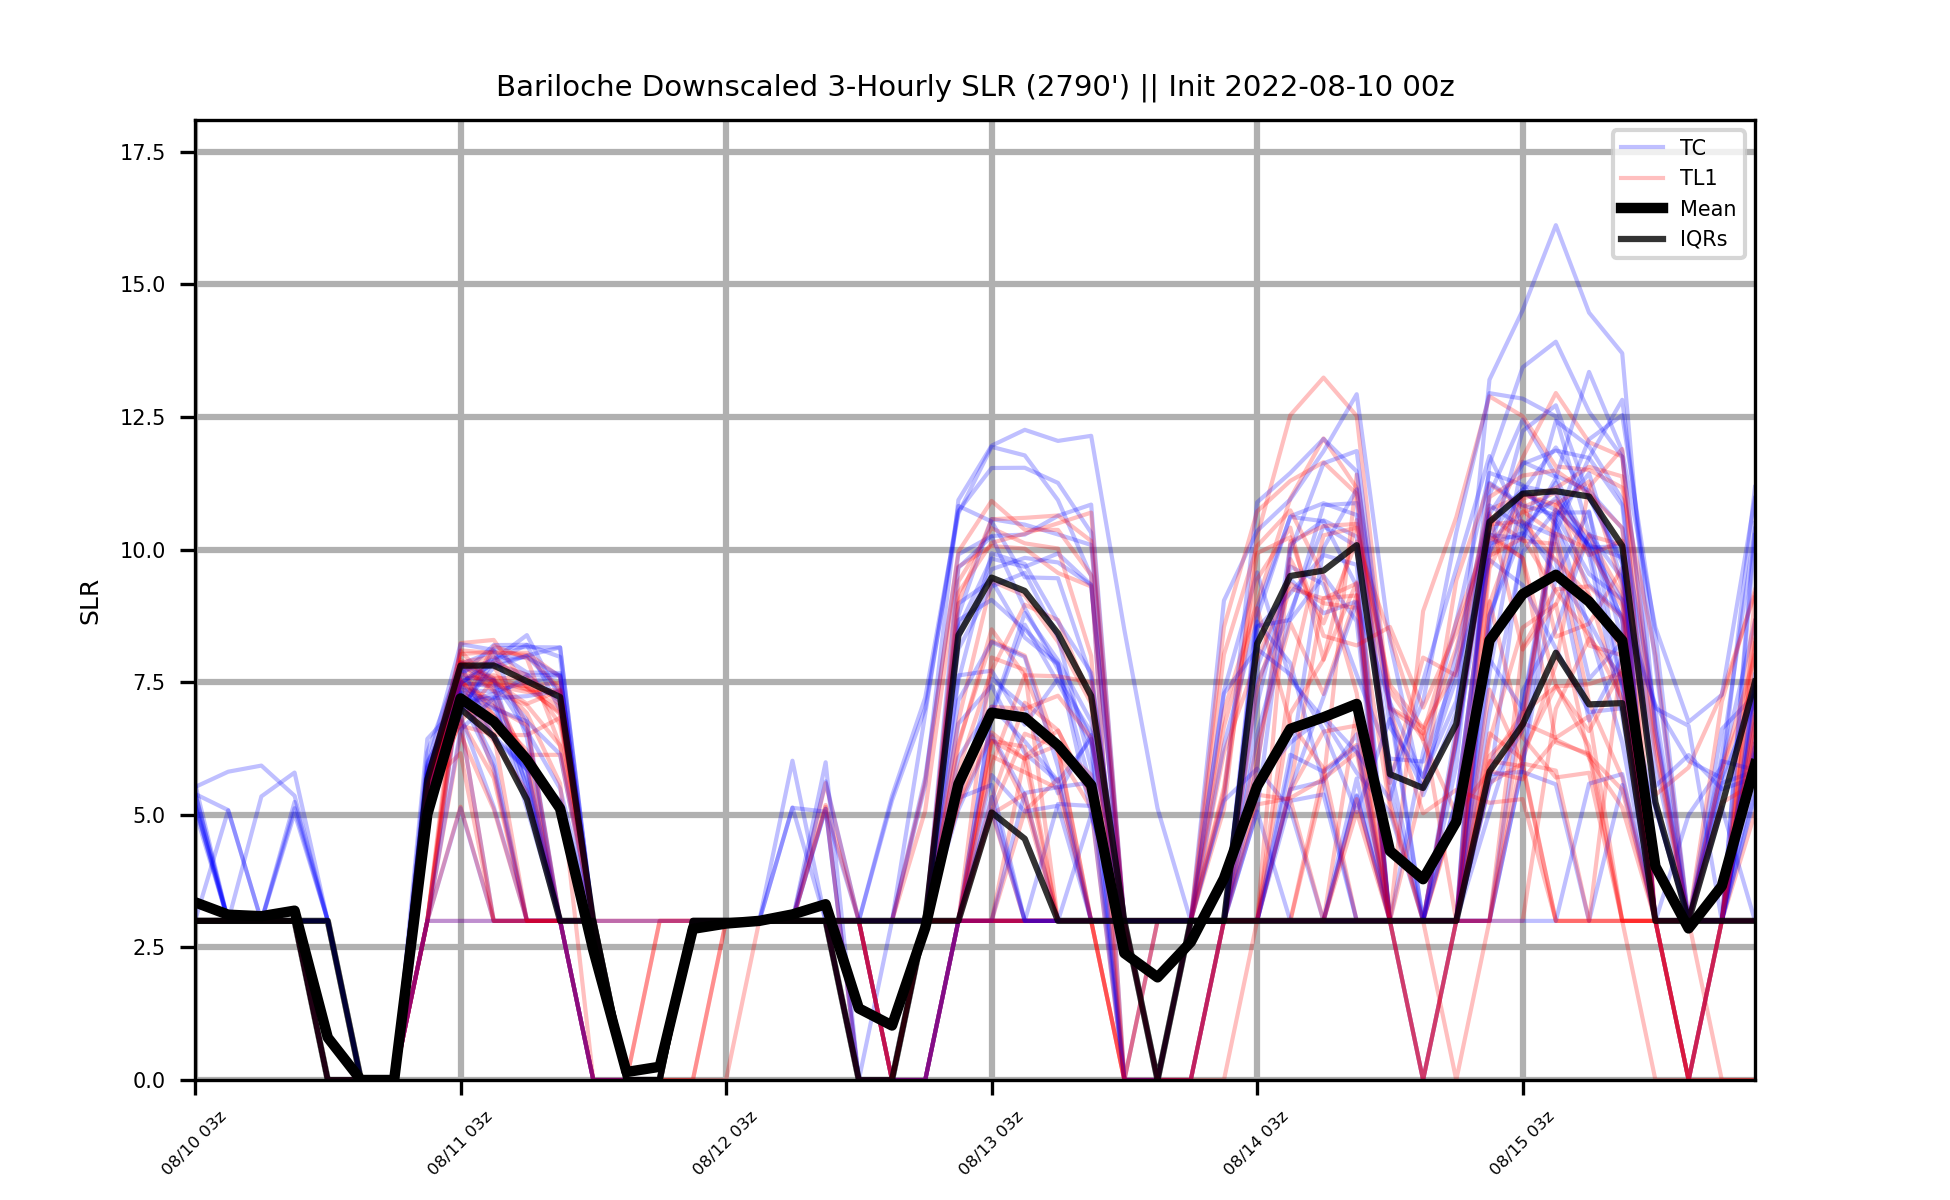 Bariloche Downscaled 3-Hourly SLR (2790') || Init 2022-08-10 00z
TC
TL1
Mean
IQRs
SLR
17.5
15.0
12.5
10.0
7.5
5.0
2.5
0.0
08/10 03z
08/11 03z
08/12 03z
08/13 03z
08/14 03z
08/15 03z